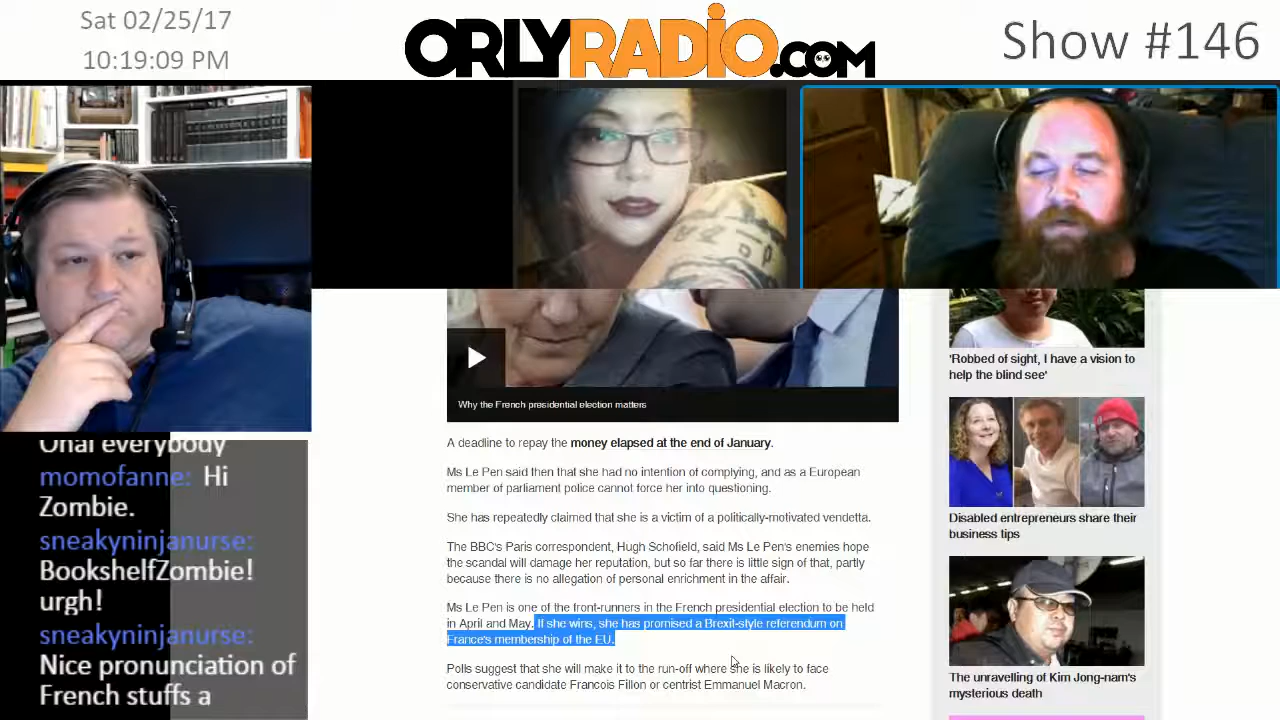 Sat 02/25/17
10:19:09 PM
ORLYRADIO.COM
Show #146
Ohai everybody
momofanne: Hi
Zombie.
sneakyninjanurse:
BookshelfZombie!
urgh!
sneakyninjanurse:
Nice pronunciation of
French stuffs a
Why the French presidential election matters
A deadline to repay the money elapsed at the end of January.
Ms Le Pen said then that she had no intention of complying, and as a European
member of parliament police cannot force her into questioning.
She has repeatedly claimed that she is a victim of a politically-motivated vendetta.
The BBC's Paris correspondent, Hugh Schofield, said Ms Le Pen's enemies hope
the scandal will damage her reputation, but so far there is little sign of that, partly
because there is no allegation of personal enrichment in the affair.
Ms Le Pen is one of the front-runners in the French presidential election to be held
in April and May. If she wins, she has promised a Brexit-style referendum on
France's membership of the EU.
Polls suggest that she will make it to the run-off where she is likely to face
conservative candidate Francois Fillon or centrist Emmanuel Macron.
'Robbed of sight, I have a vision to
help the blind see'
Disabled entrepreneurs share their
business tips
The unravelling of Kim Jong-nam's
mysterious death